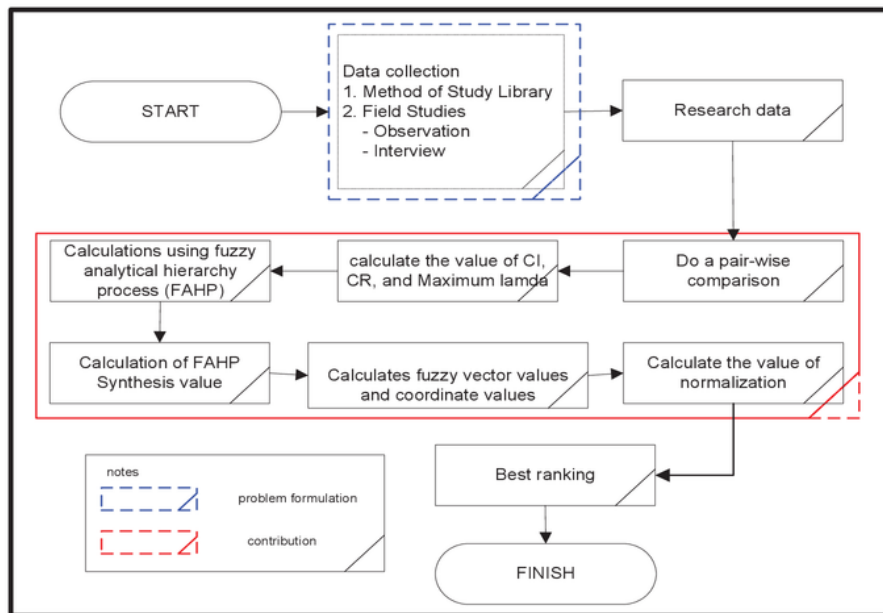 START
Data collection
1. Method of Study Library
2. Field Studies
- Observation
- Interview
Research data
Do a pair-wise
comparison
calculate the value of CI,
CR, and Maximum lamda
Calculations using fuzzy
analytical hierarchy
process (FAHP)
Calculation of FAHP
Synthesis value
Calculates fuzzy vector values
and coordinate values
Calculate the value of
normalization
Best ranking
FINISH
notes
problem formulation
contribution